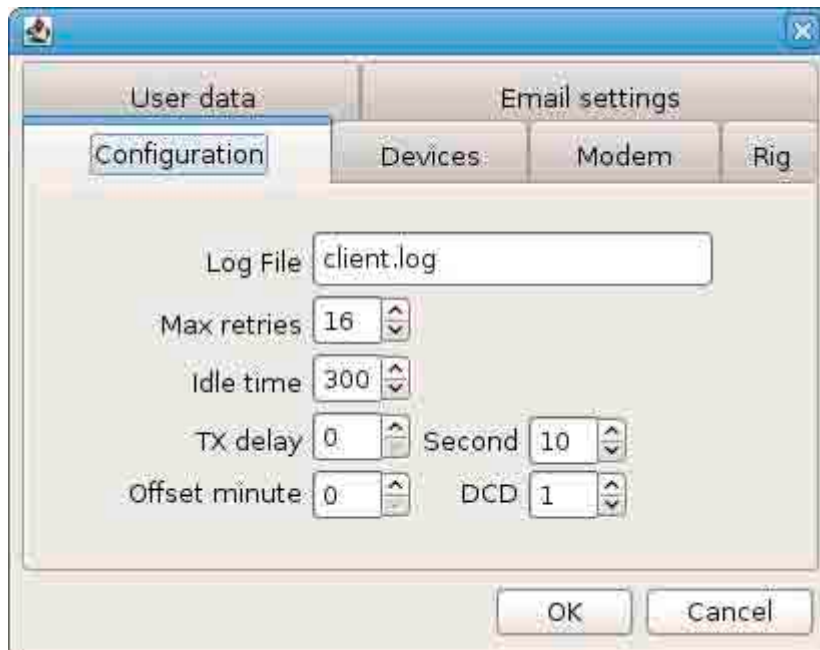 User data Email settings
Configuration Devices Modem Rig
Log File client.log
Max retries 16
Idle time 300
TX delay 0 Second 10
Offset minute 0 DCD 1
OK Cancel